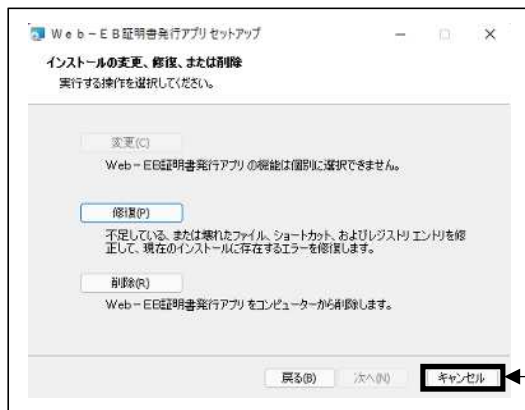 Ｗｅｂ－ＥＢ証明書発行アプリ セットアップ
インストールの変更、修復、または削除
実行する操作を選択してください。
変更(C)
Ｗｅｂ－ＥＢ証明書発行アプリ の機能は個別に選択できません。
修復(P)
不足している、または壊れたファイル、ショートカット、およびレジストリ エントリを修
正して、現在のインストールに存在するエラーを修復します。
削除(R)
Ｗｅｂ－ＥＢ証明書発行アプリ をコンピューターから削除します。
戻る(B)
次へ(N)
キャンセル